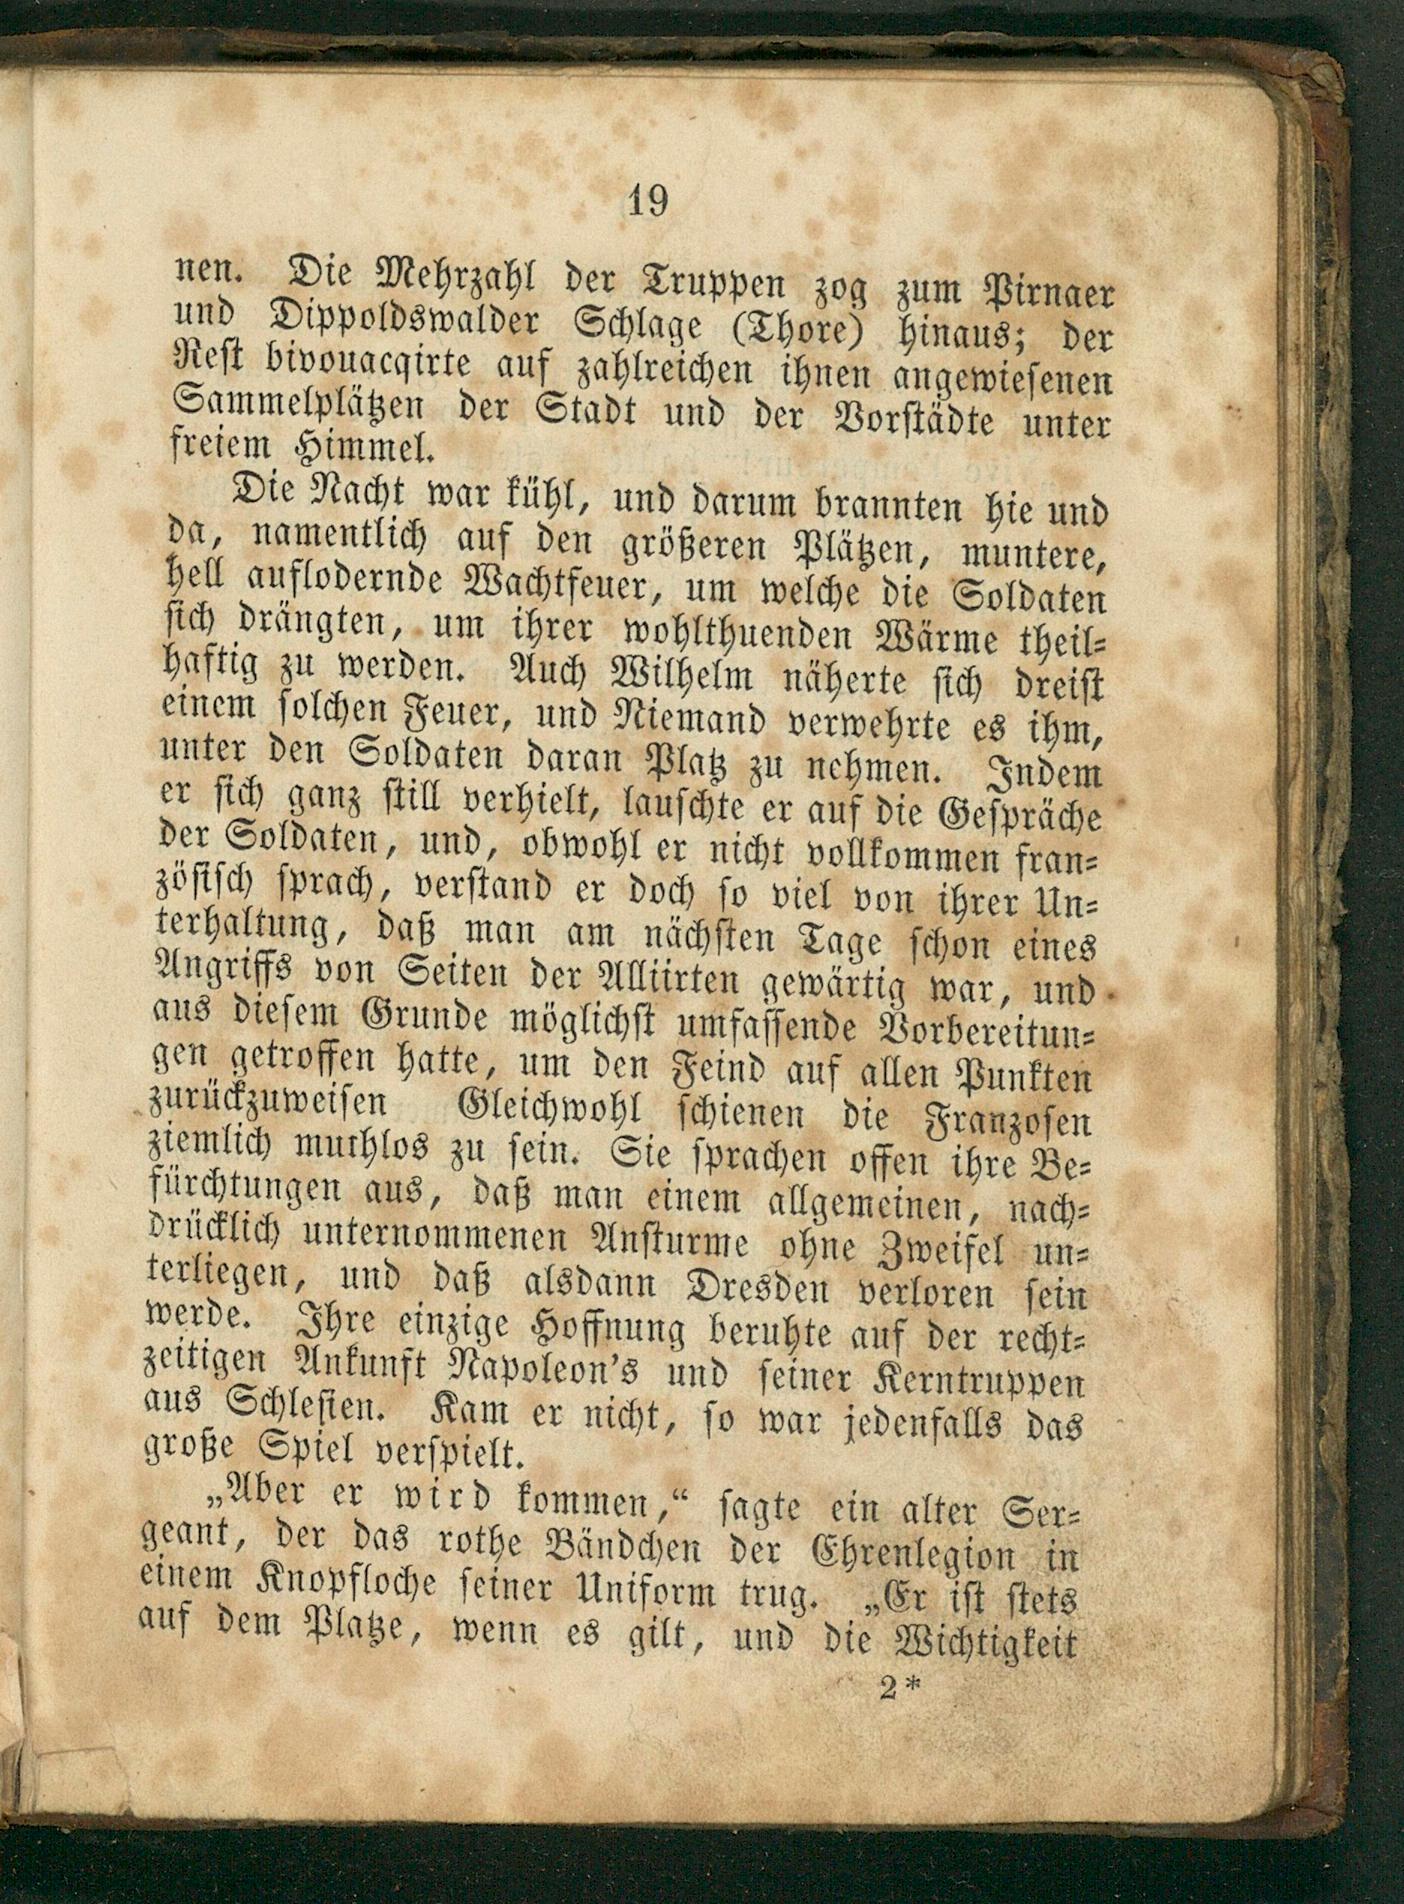 19
nen. Die Mehrzahl der Truppen zog zum Pirnaer
und Dippoldswalder Schlage (Thore) hinaus; der
Rest bivouacqirte auf zahlreichen ihnen angewiesenen
Sammelplätzen der Stadt und der Vorstädte unter
freiem Himmel.
Die Nacht war kühl, und darum brannten hie und
da, namentlich auf den größeren Plätzen, muntere,
hell auflodernde Wachtfeuer, um welche die Soldaten
sich drängten, um ihrer wohlthuenden Wärme theil-
haftig zu werden. Auch Wilhelm näherte sich dreist
einem solchen Feuer, und Niemand verwehrte es ihm,
unter den Soldaten daran Platz zu nehmen. Indem
er sich ganz still verhielt, lauschte er auf die Gespräche
der Soldaten, und, obwohl er nicht vollkommen fran-
zösisch sprach, verstand er doch so viel von ihrer Un-
terhaltung, daß man am nächsten Tage schon eines
Angriffs von Seiten der Alliirten gewärtig war, und
aus diesem Grunde möglichst umfassende Vorbereitun-
gen getroffen hatte, um den Feind auf allen Punkten
zurückzuweisen Gleichwohl schienen die Franzosen
ziemlich muthlos zu sein. Sie sprachen offen ihre Be-
fürchtungen aus, daß man einem allgemeinen, nach-
drücklich unternommenen Ansturme ohne Zweifel un-
terliegen, und daß alsdann Dresden verloren sein
werde. Ihre einzige Hoffnung beruhte auf der recht-
zeitigen Ankunft Napoleon's und seiner Kerntruppen
aus Schlesien. Kam er nicht, so war jedenfalls das
große Spiel verspielt.
„Aber er wird kommen,“ sagte ein alter Ser-
geant, der das rothe Bändchen der Ehrenlegion in
einem Knopfloche seiner Uniform trug. „Er ist stets
auf dem Platze, wenn es gilt, und die Wichtigkeit
2*